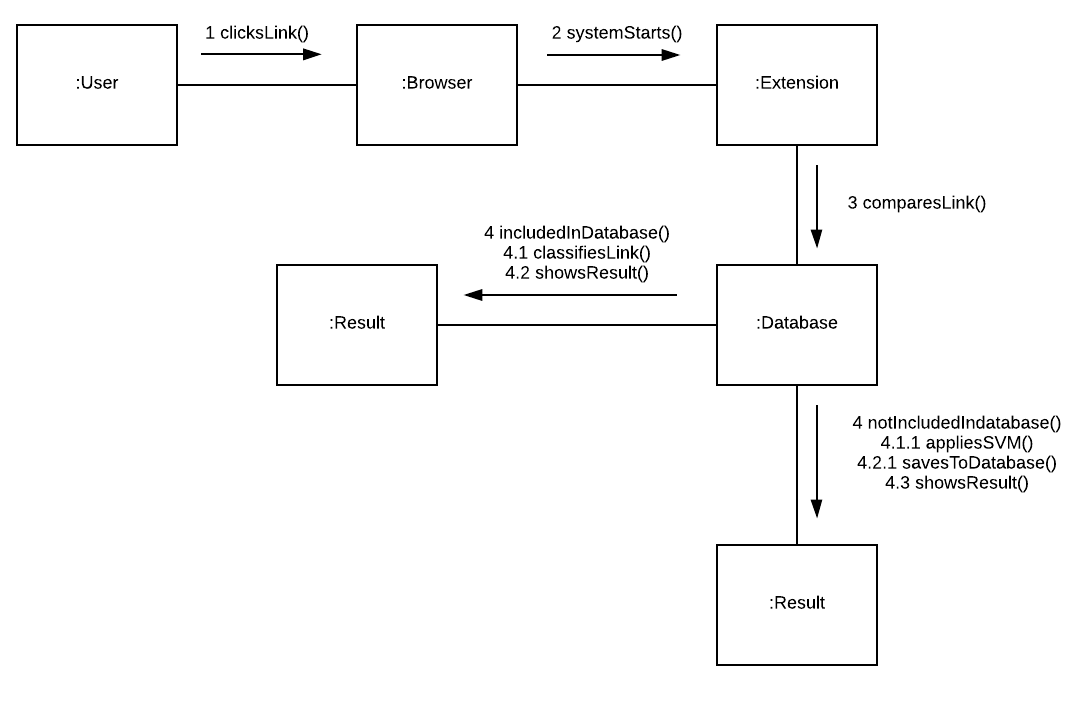 1 clicksLink()
2 systemStarts()
:User
:Browser
:Extension
3 comparesLink()
4 includedInDatabase()
4.1 classifiesLink()
4.2 showsResult()
:Result
:Database
4 notIncludedIndatabase()
4.1.1 appliesSVM()
4.2.1 savesToDatabase()
4.3 showsResult()
:Result